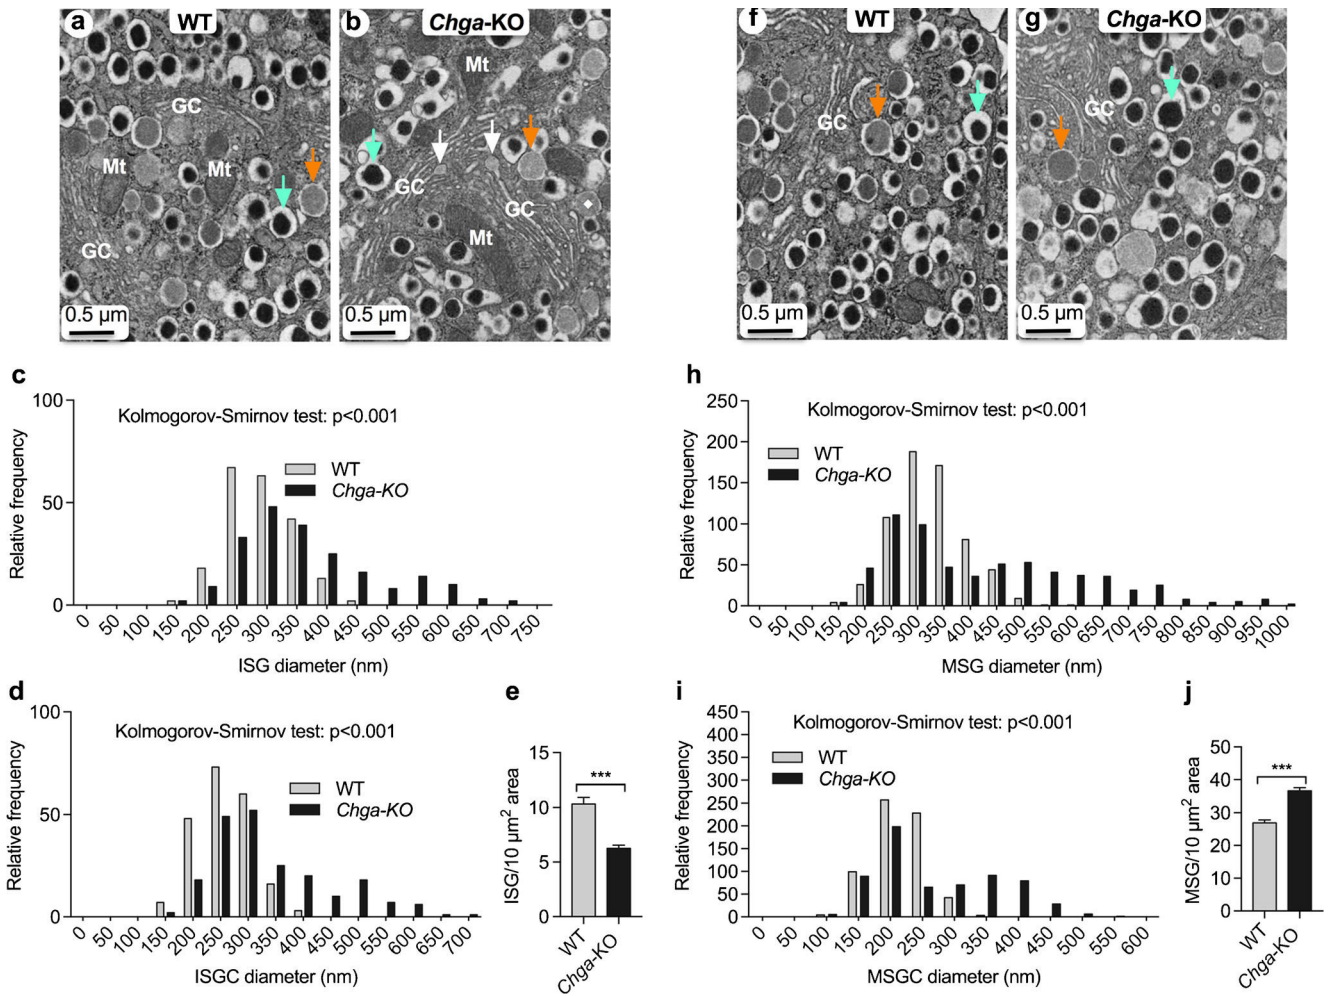 a WT
b Chga-KO
f WT
g Chga-KO
GC
Mt
Mt
GC
0.5 µm
Mt
GC
GC
Mt
0.5 µm
GC
0.5 µm
GC
0.5 µm
c
Kolmogorov-Smirnov test: p<0.001
WT
Chga-KO
Relative frequency
100
50
0
0 50 100 150 200 250 300 350 400 450 500 550 600 650 700 750
ISG diameter (nm)
h
Kolmogorov-Smirnov test: p<0.001
WT
Chga-KO
Relative frequency
250
200
150
100
50
0
0 50 100 150 200 250 300 350 400 450 500 550 600 650 700 750 800 850 900 950 1000
MSG diameter (nm)
d
Kolmogorov-Smirnov test: p<0.001
WT
Chga-KO
Relative frequency
100
50
0
0 50 100 150 200 250 300 350 400 450 500 550 600 650 700
ISGC diameter (nm)
e
ISG/10 µm² area
15
10
5
0
***
WT
Chga-KO
i
Kolmogorov-Smirnov test: p<0.001
WT
Chga-KO
Relative frequency
450
400
350
300
250
200
150
100
50
0
0 50 100 150 200 250 300 350 400 450 500 550 600
MSGC diameter (nm)
j
MSG/10 µm² area
50
40
30
20
10
0
***
WT
Chga-KO